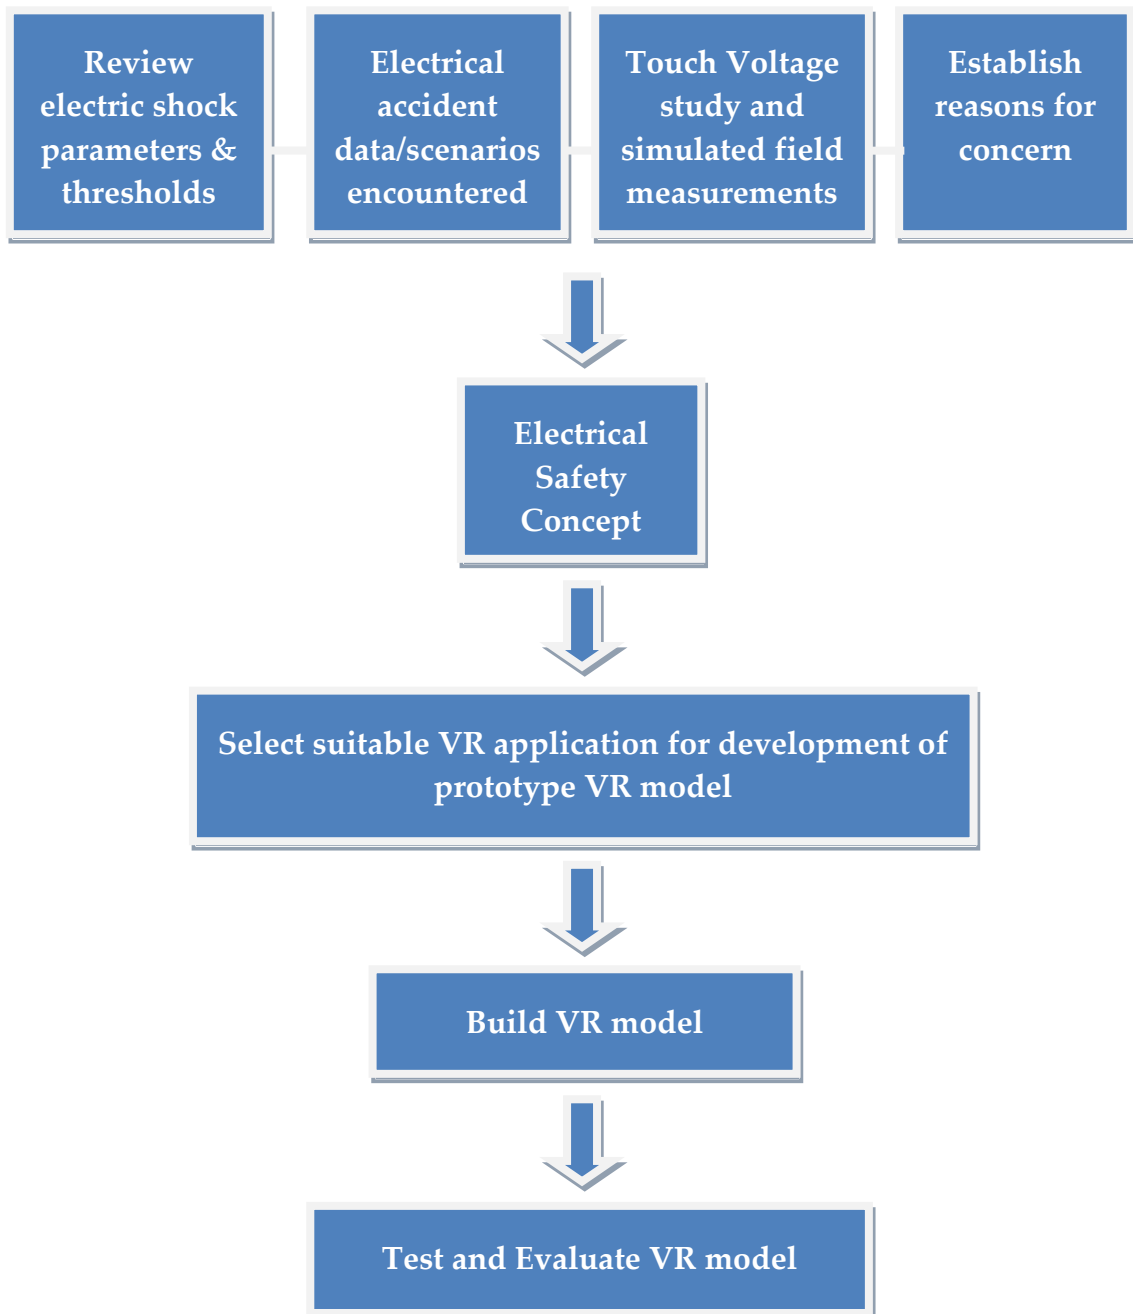 Review
electric shock
parameters &
thresholds
Electrical
accident
data/scenarios
encountered
Touch Voltage
study and
simulated field
measurements
Establish
reasons for
concern
Electrical
Safety
Concept
Select suitable VR application for development of
prototype VR model
Build VR model
Test and Evaluate VR model